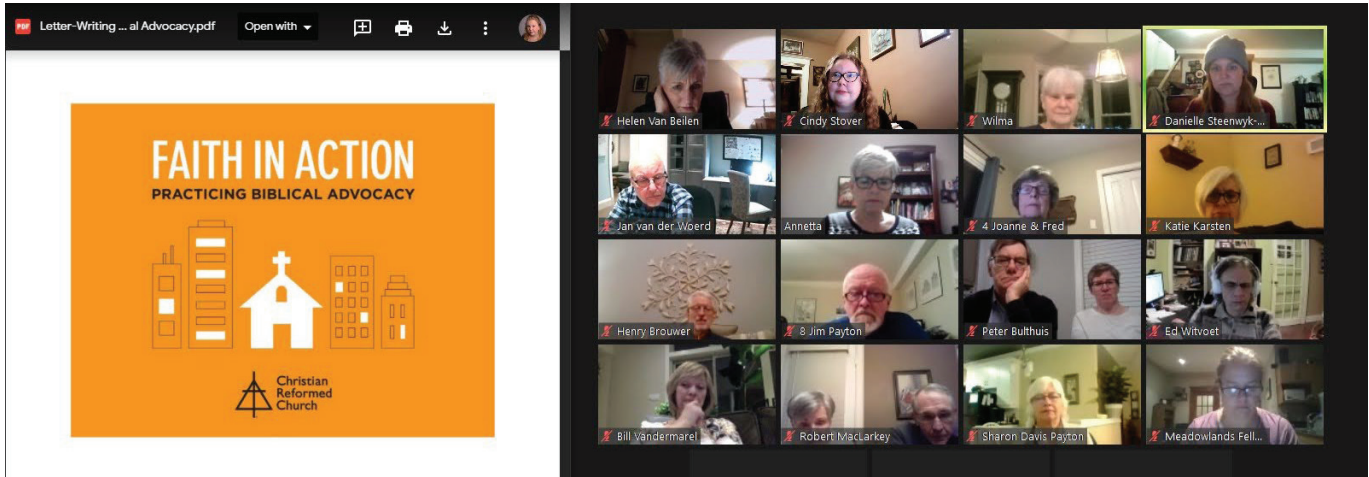 PDF
Letter-Writing ... al Advocacy.pdf
Open with
FAITH IN ACTION
PRACTICING BIBLICAL ADVOCACY
Christian
Reformed
Church
Helen Van Beilen
Cindy Stover
Wilma
Danielle Steenwyk-...
Jan van der Woerd
Annetta
4 Joanne & Fred
Katie Karsten
Henry Brouwer
8 Jim Payton
Peter Bulthuis
Ed Witvoet
Bill Vandermarel
Robert MacLarkey
Sharon Davis Payton
Meadowlands Fell...